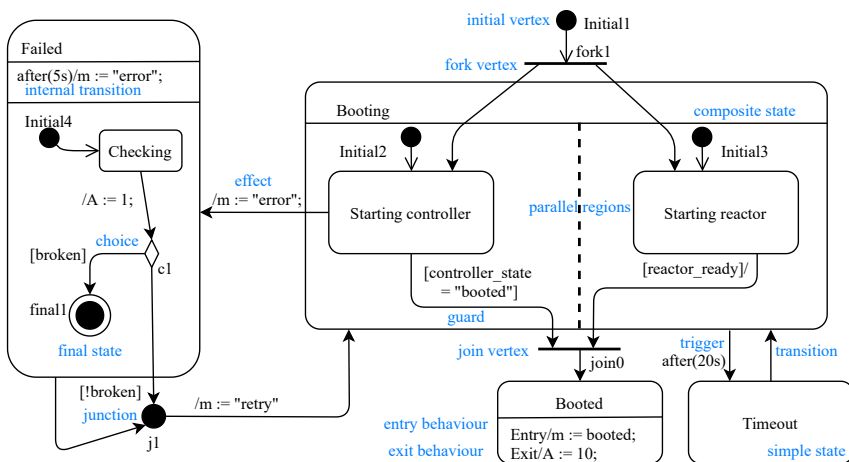 initial vertex
Initial1
fork1
fork vertex
Failed
after(5s)/m := "error";
internal transition
Initial4
Checking
/A := 1;
choice
[broken]
c1
final1
final state
[!broken]
junction
j1
effect
/m := "error";
/m := "retry"
Booting
composite state
Initial2
Initial3
Starting controller
parallel regions
Starting reactor
[controller_state
= "booted"]
[reactor_ready]/
guard
join vertex
join0
trigger
after(20s)
transition
Booted
entry behaviour
Entry/m := booted;
exit behaviour
Exit/A := 10;
Timeout
simple state